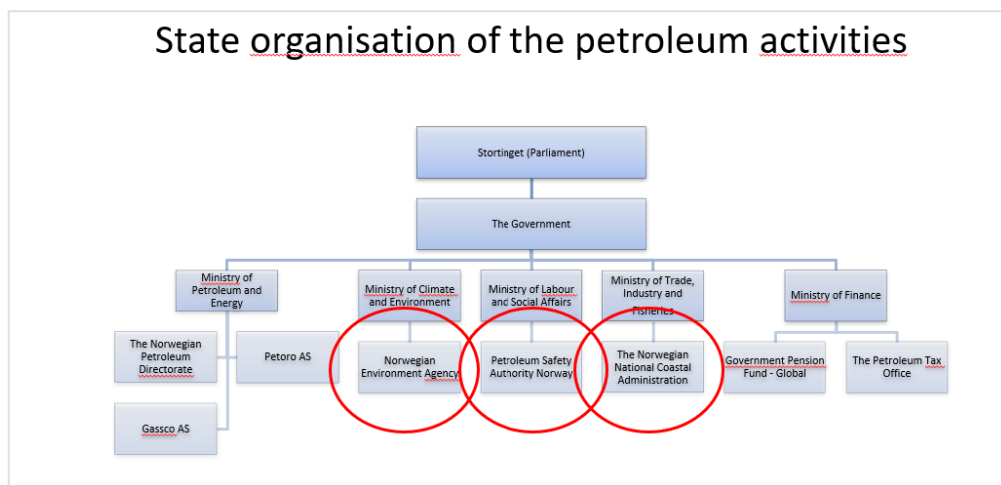 State organisation of the petroleum activities
Stortinget (Parliament)
The Government
Ministry of
Petroleum and
Energy
Ministry of Climate
and Environment
Ministry of Labour
and Social Affairs
Ministry of Trade,
Industry and
Fisheries
Ministry of Finance
The Norwegian
Petroleum
Directorate
Petoro AS
Norwegian
Environment Agency
Petroleum Safety
Authority Norway
The Norwegian
National Coastal
Administration
Government Pension
Fund - Global
The Petroleum Tax
Office
Gassco AS